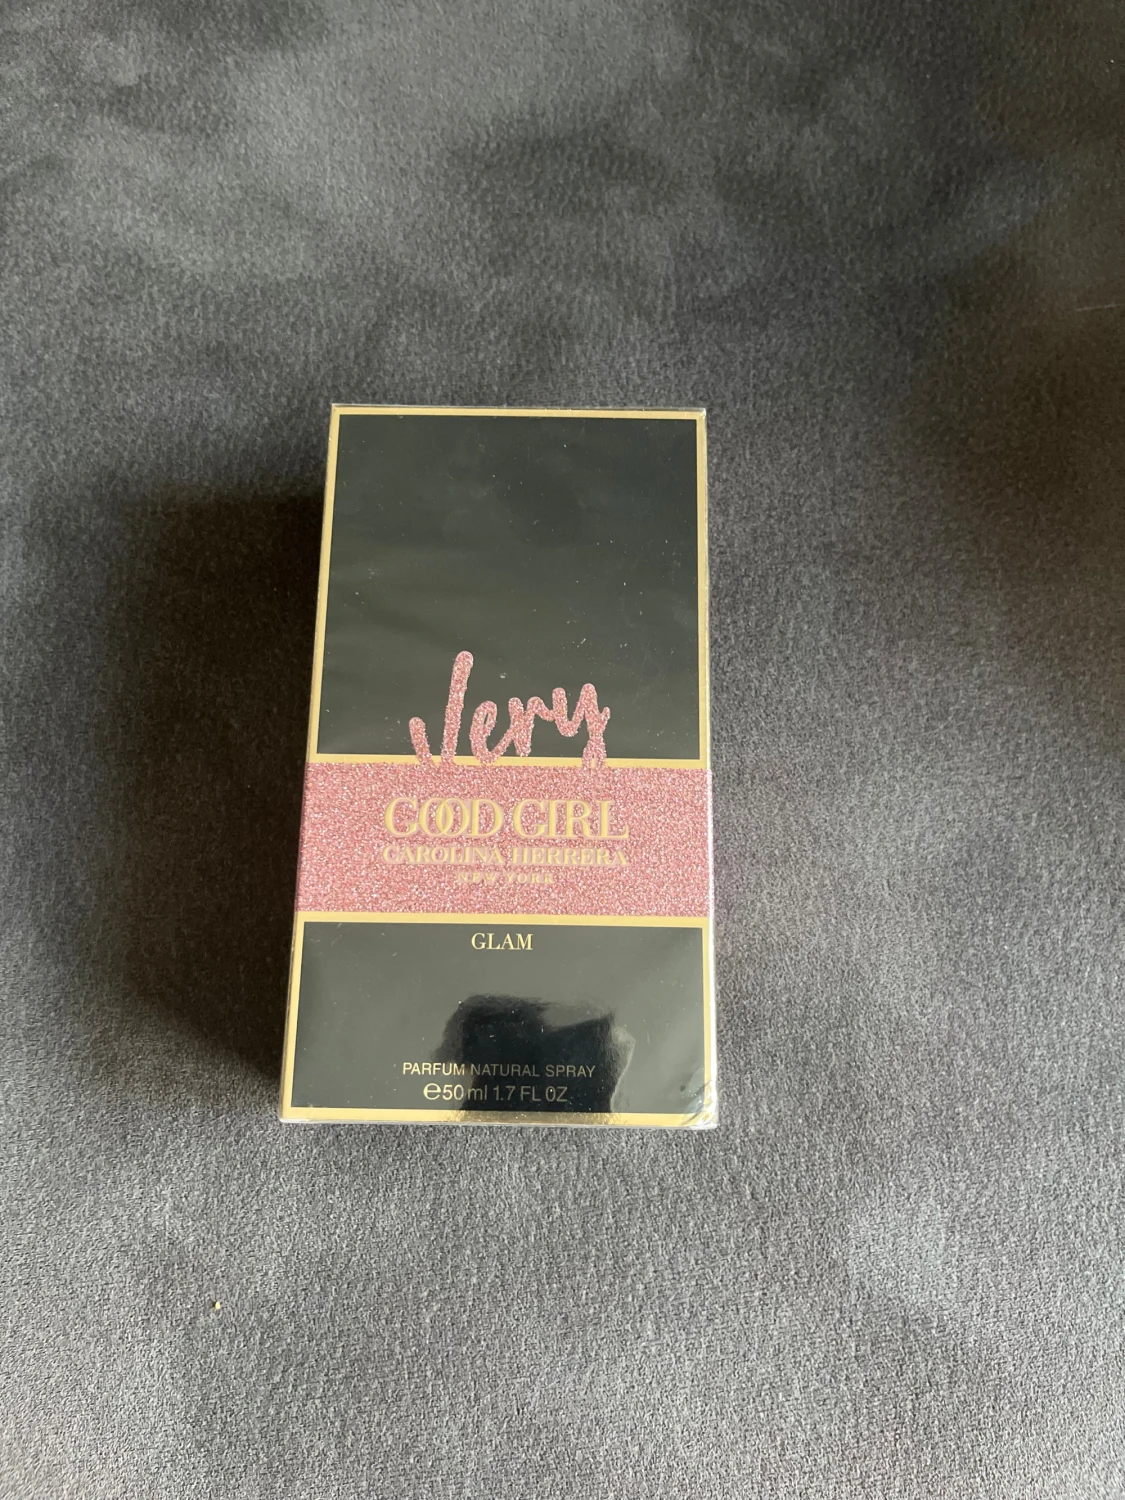 Very
GOOD GIRL
CAROLINA HERRERA
NEW YORK
GLAM
PARFUM NATURAL SPRAY
℮50 ml 1.7 FL OZ